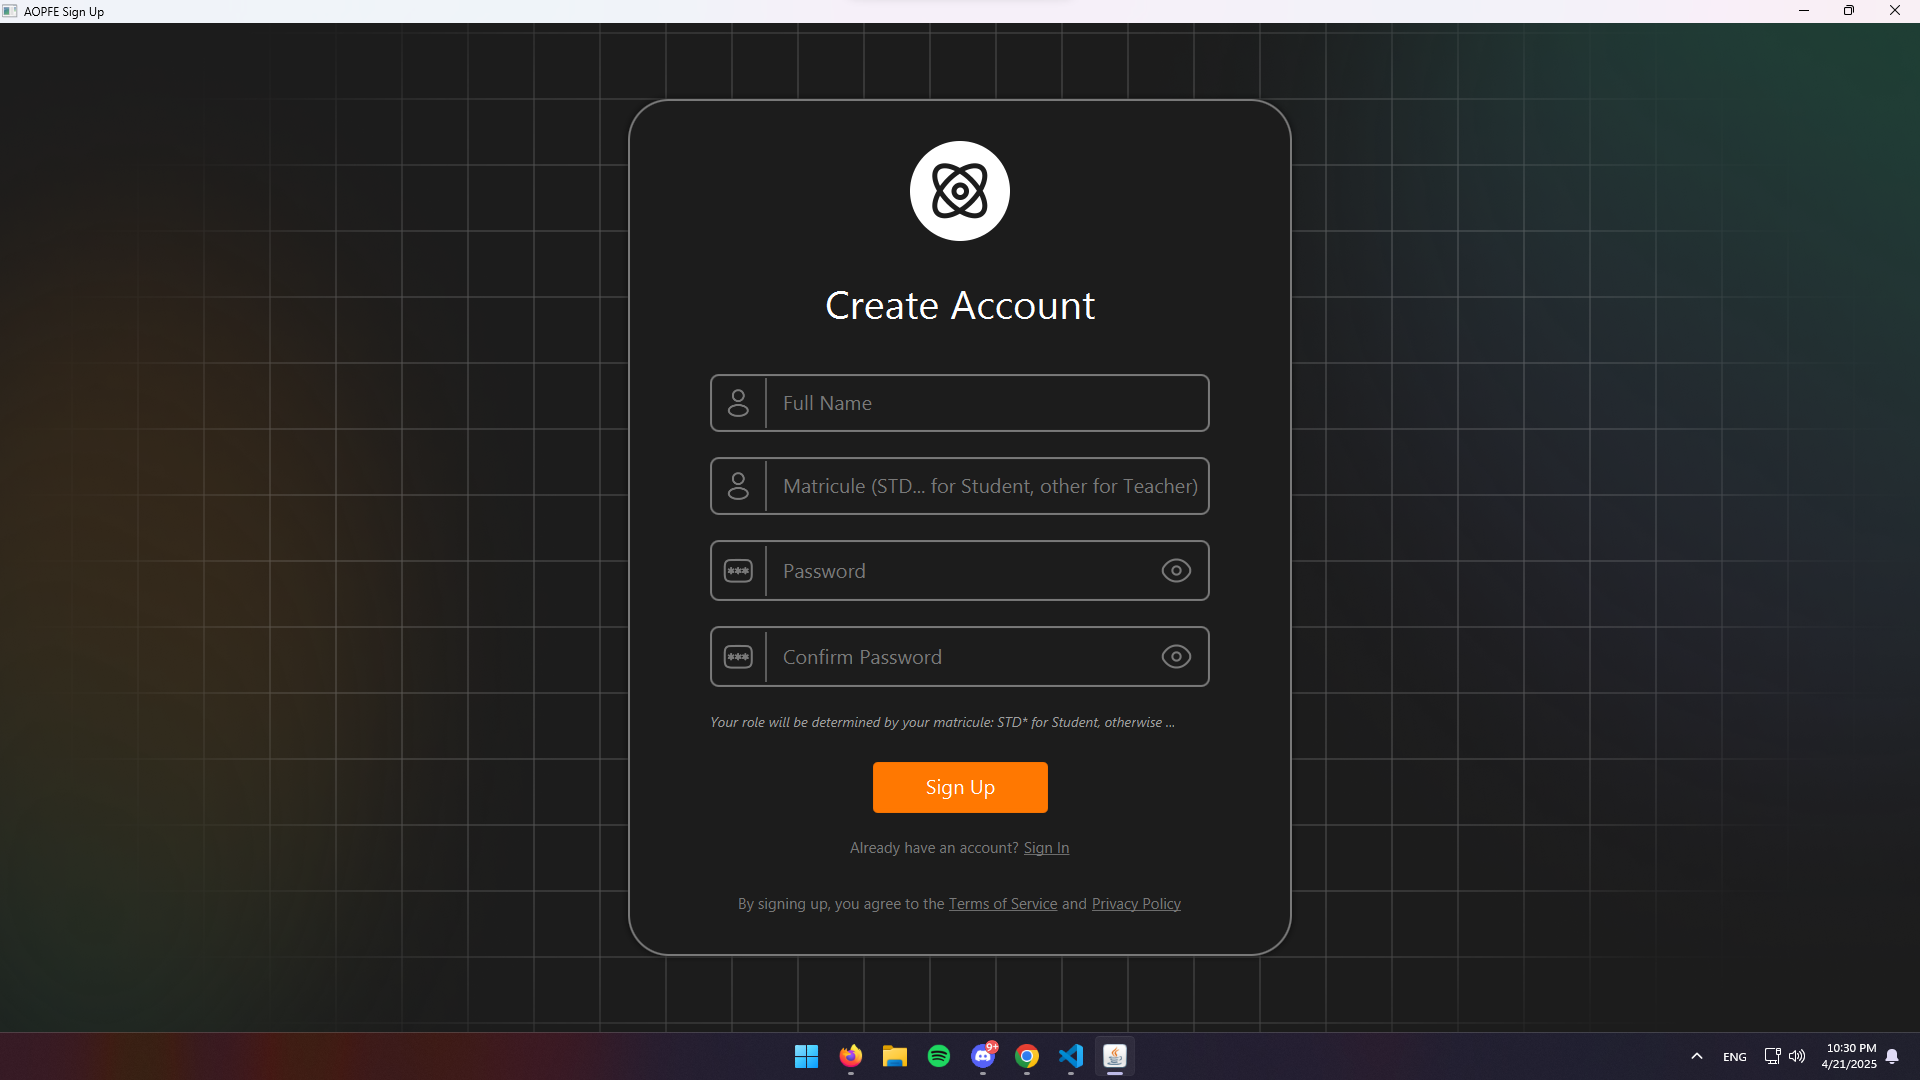 AOPFE Sign Up
Create Account
Full Name
Matricule (STD... for Student, other for Teacher)
Password
Confirm Password
Your role will be determined by your matricule: STD* for Student, otherwise ...
Sign Up
Already have an account? Sign In
By signing up, you agree to the Terms of Service and Privacy Policy
9+
ENG
10:30 PM
4/21/2025